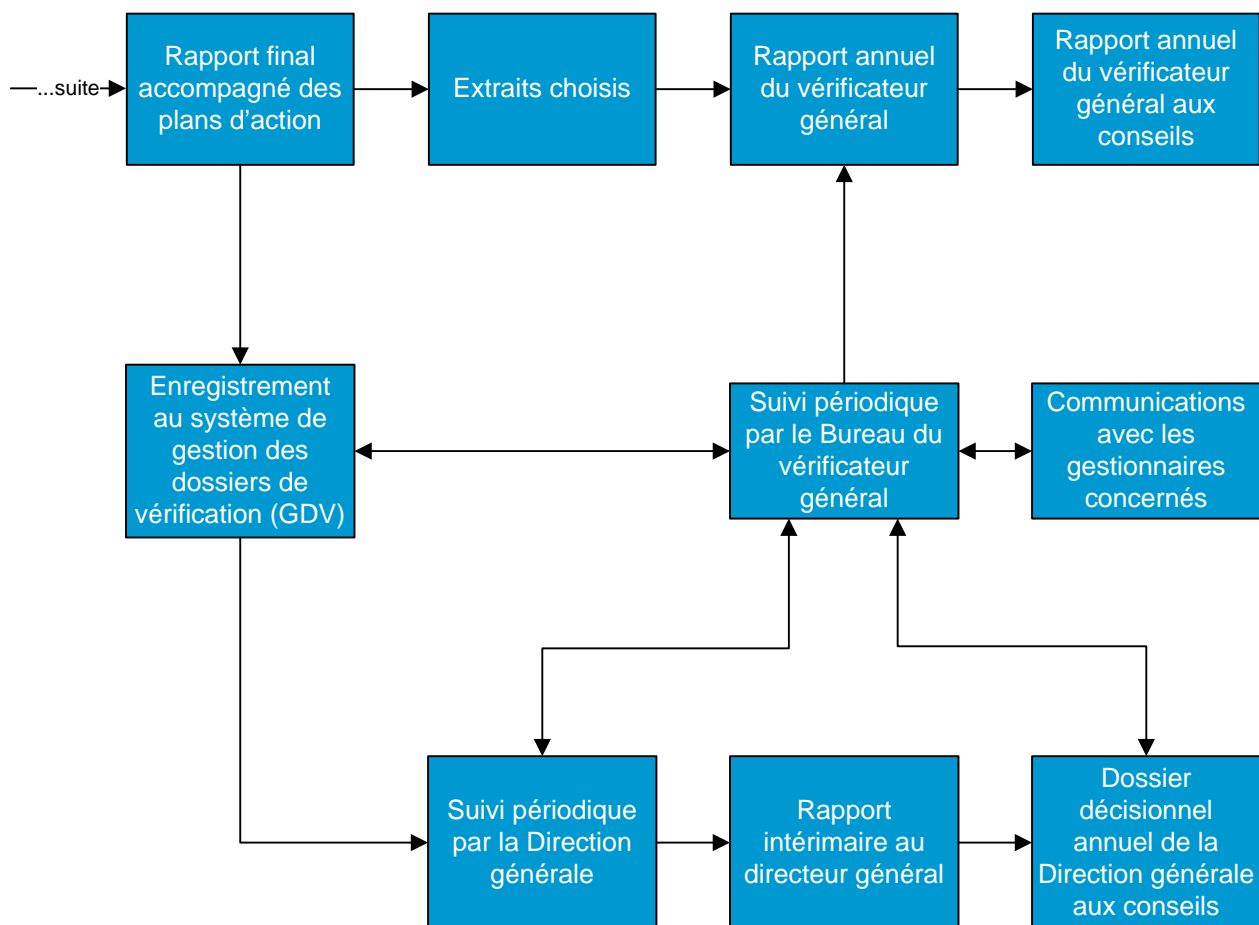 ...suite
Rapport final
accompagné des
plans d’action
Extraits choisis
Rapport annuel
du vérificateur
général
Rapport annuel
du vérificateur
général aux
conseils
Enregistrement
au système de
gestion des
dossiers de
vérification (GDV)
Suivi périodique
par le Bureau du
vérificateur
général
Communications
avec les
gestionnaires
concernés
Suivi périodique
par la Direction
générale
Rapport
intérimaire au
directeur général
Dossier
décisionnel
annuel de la
Direction générale
aux conseils